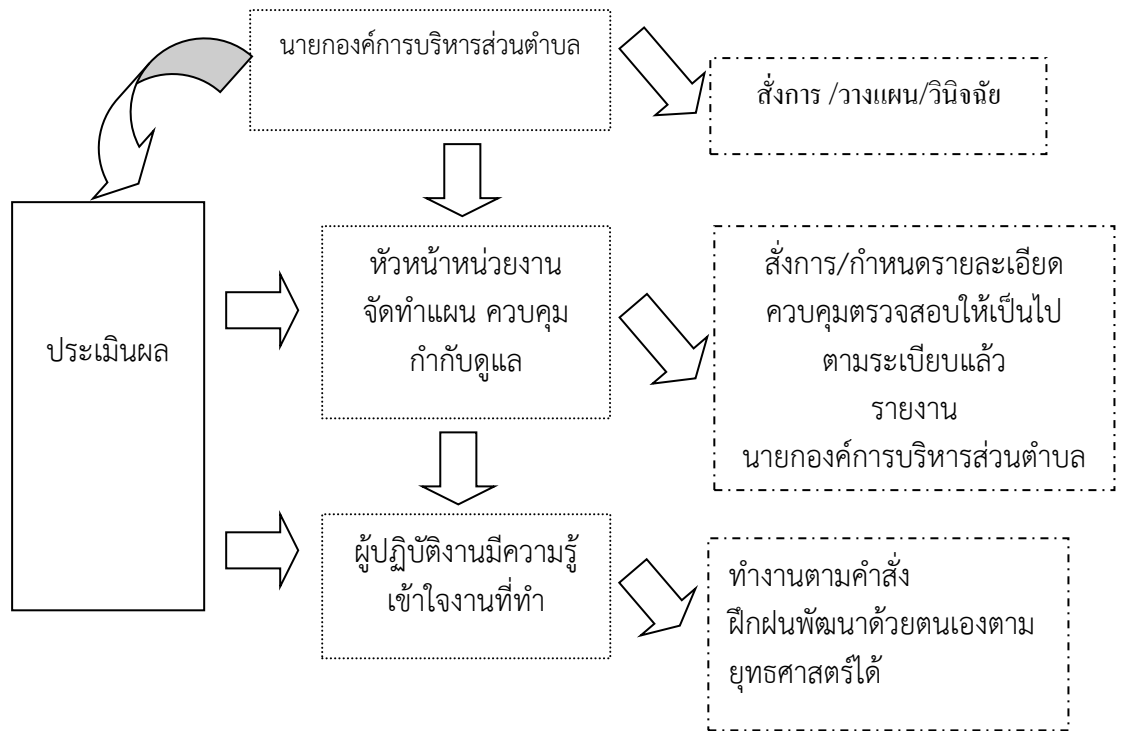 นายกองค์การบริหารส่วนตำบล
สั่งการ /วางแผน/วินิจฉัย
ประเมินผล
หัวหน้าหน่วยงาน
จัดทำแผน ควบคุม
กำกับดูแล
สั่งการ/กำหนดรายละเอียด
ควบคุมตรวจสอบให้เป็นไป
ตามระเบียบแล้ว
รายงาน
นายกองค์การบริหารส่วนตำบล
ผู้ปฏิบัติงานมีความรู้
เข้าใจงานที่ทำ
ทำงานตามคำสั่ง
ฝึกฝนพัฒนาด้วยตนเองตาม
ยุทธศาสตร์ได้